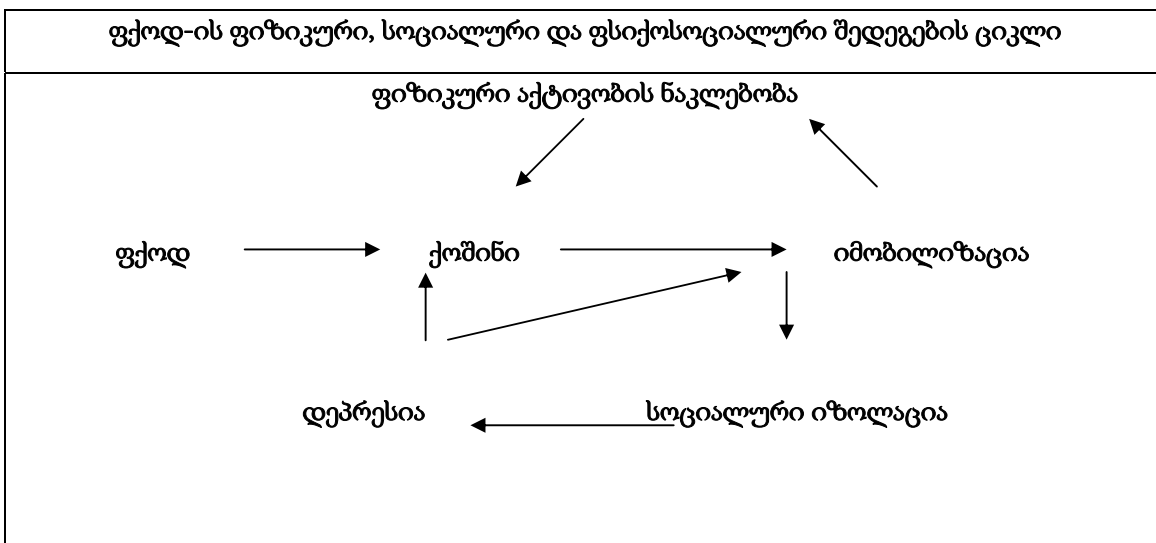 ფქოდ-ის ფიზიკური, სოციალური და ფსიქოსოციალური შედეგების ციკლი
ფიზიკური აქტივობის ნაკლებობა
ფქოდ
ქოშინი
იმობილიზაცია
დეპრესია
სოციალური იზოლაცია